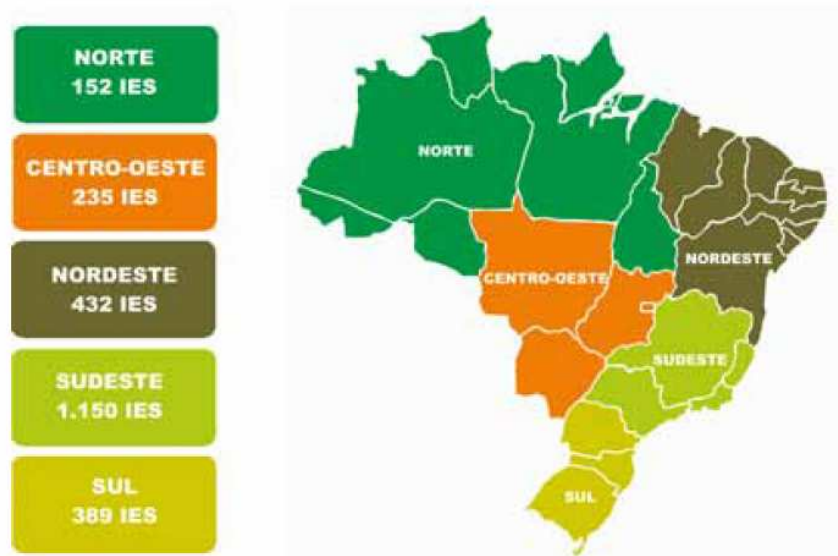 NORTE
152 IES
CENTRO-OESTE
235 IES
NORDESTE
432 IES
SUDESTE
1.150 IES
SUL
389 IES
NORTE
CENTRO-OESTE
NORDESTE
SUDESTE
SUL